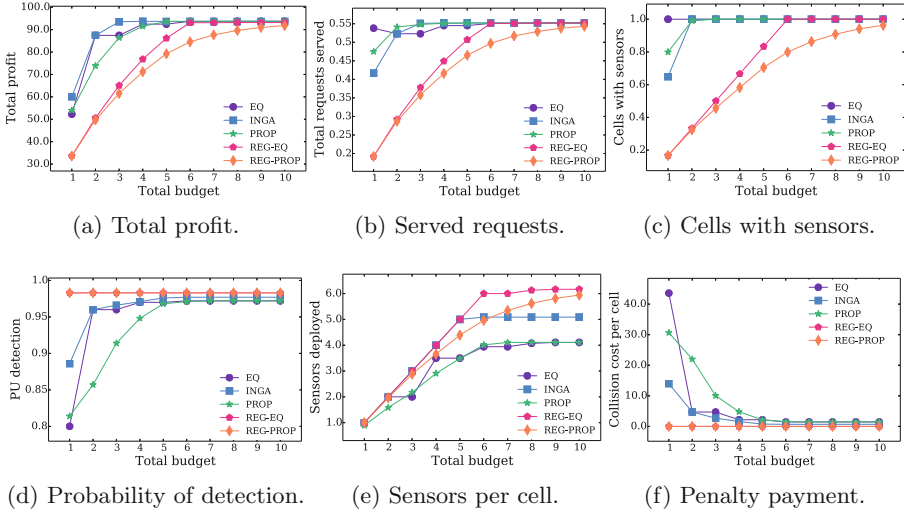 100.0
90.0
80.0
70.0
60.0
50.0
40.0
30.0
Total profit
EQ
INGA
PROP
REG-EQ
REG-PROP
1 2 3 4 5 6 7 8 9 10
Total budget
(a) Total profit.
0.55
0.5
0.45
0.4
0.35
0.3
0.25
0.2
Total requests served
EQ
INGA
PROP
REG-EQ
REG-PROP
1 2 3 4 5 6 7 8 9 10
Total budget
(b) Served requests.
1.0
0.8
0.6
0.4
0.2
Cells with sensors
EQ
INGA
PROP
REG-EQ
REG-PROP
1 2 3 4 5 6 7 8 9 10
Total budget
(c) Cells with sensors.
1.0
0.95
0.9
0.85
0.8
PU detection
EQ
INGA
PROP
REG-EQ
REG-PROP
1 2 3 4 5 6 7 8 9 10
Total budget
(d) Probability of detection.
6.0
5.0
4.0
3.0
2.0
1.0
Sensors deployed
EQ
INGA
PROP
REG-EQ
REG-PROP
1 2 3 4 5 6 7 8 9 10
Total budget
(e) Sensors per cell.
40.0
30.0
20.0
10.0
0.0
Collision cost per cell
EQ
INGA
PROP
REG-EQ
REG-PROP
1 2 3 4 5 6 7 8 9 10
Total budget
(f) Penalty payment.